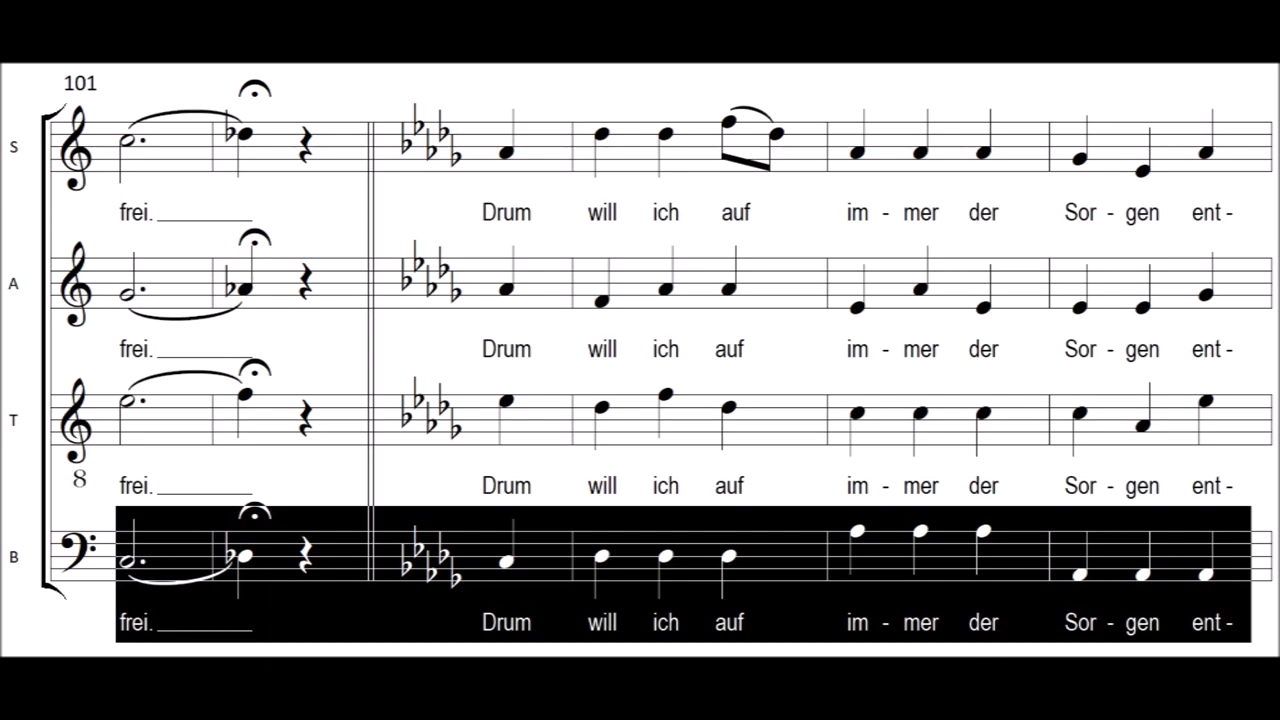 101
S
frei. Drum will ich auf im - mer der Sor - gen ent -
A
frei. Drum will ich auf im - mer der Sor - gen ent -
T
8
frei. Drum will ich auf im - mer der Sor - gen ent -
B
frei. Drum will ich auf im - mer der Sor - gen ent -